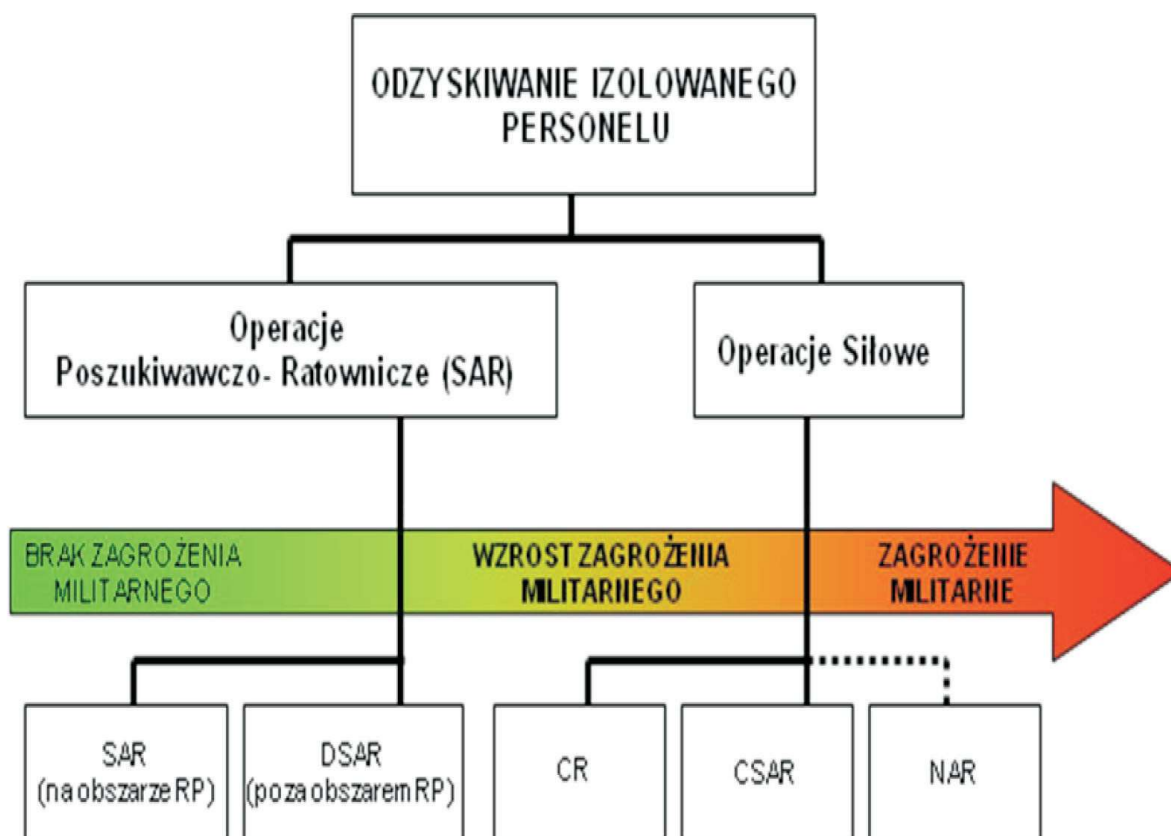 ODZYSKIWANIE IZOLOWANEGO
PERSONELU
Operacje
Poszukiwawczo- Ratownicze (SAR)
Operacje Siłowe
BRAK ZAGROŻENIA
MILITARNEGO
WZROST ZAGROŻENIA
MILITARNEGO
ZAGROŻENIE
MILITARNE
SAR
(na obszarze RP)
DSAR
(poza obszarem RP)
CR
CSAR
NAR